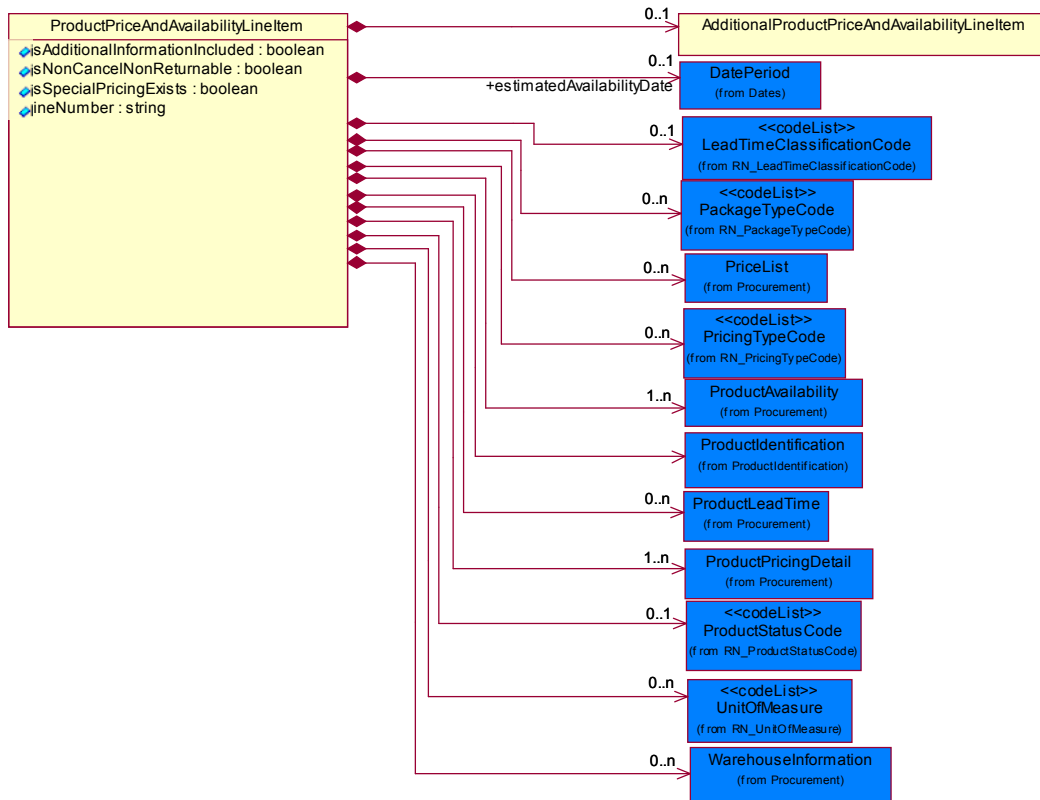 ProductPriceAndAvailabilityLineItem
isAdditionalInformationIncluded : boolean
isNonCancelNonReturnable : boolean
isSpecialPricingExists : boolean
lineNumber : string
0..1
AdditionalProductPriceAndAvailabilityLineItem
0..1
+estimatedAvailabilityDate
DatePeriod
(from Dates)
0..1
<<codeList>>
LeadTimeClassificationCode
(from RN_LeadTimeClassificationCode)
0..n
<<codeList>>
PackageTypeCode
(from RN_PackageTypeCode)
0..n
PriceList
(from Procurement)
0..n
<<codeList>>
PricingTypeCode
(from RN_PricingTypeCode)
1..n
ProductAvailability
(from Procurement)
ProductIdentification
(from ProductIdentification)
0..n
ProductLeadTime
(from Procurement)
1..n
ProductPricingDetail
(from Procurement)
0..1
<<codeList>>
ProductStatusCode
(from RN_ProductStatusCode)
0..n
<<codeList>>
UnitOfMeasure
(from RN_UnitOfMeasure)
0..n
WarehouseInformation
(from Procurement)